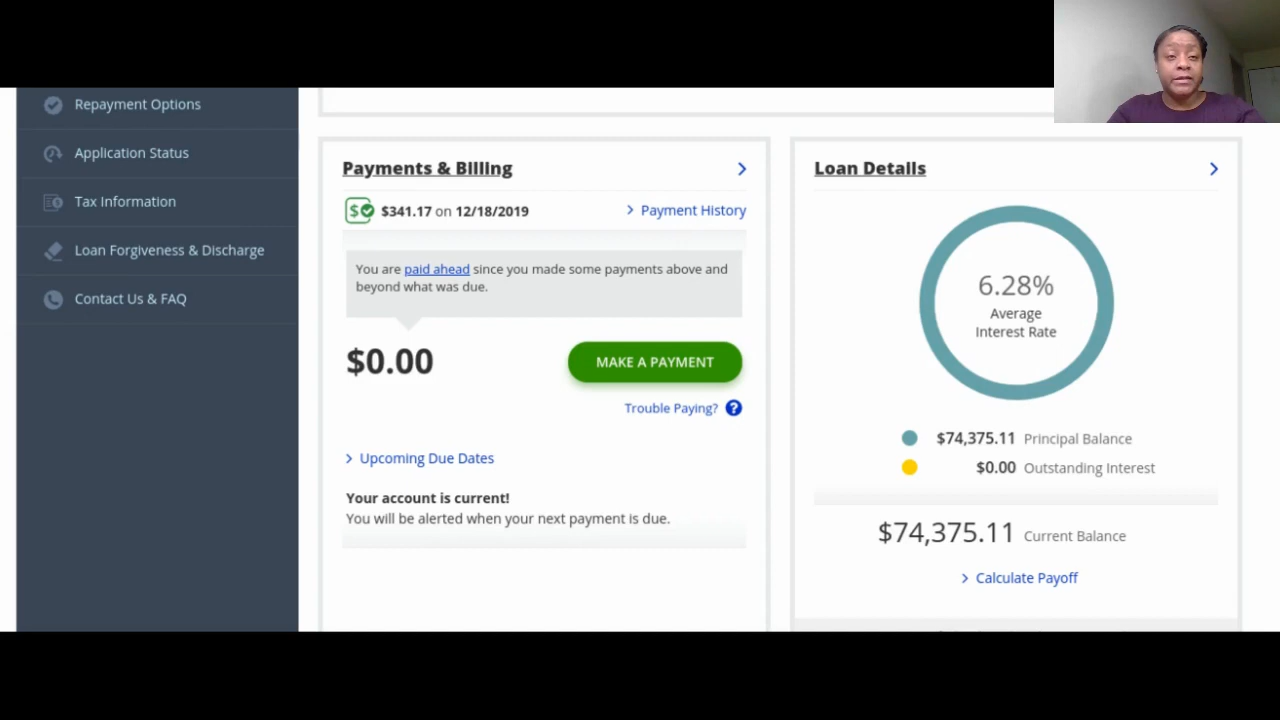 Repayment Options
Application Status
Tax Information
Loan Forgiveness & Discharge
Contact Us & FAQ
Payments & Billing
$341.17 on 12/18/2019
Payment History
You are paid ahead since you made some payments above and
beyond what was due.
$0.00
MAKE A PAYMENT
Trouble Paying? ?
Upcoming Due Dates
Your account is current!
You will be alerted when your next payment is due.
Loan Details
6.28%
Average
Interest Rate
$74,375.11 Principal Balance
$0.00 Outstanding Interest
$74,375.11 Current Balance
Calculate Payoff